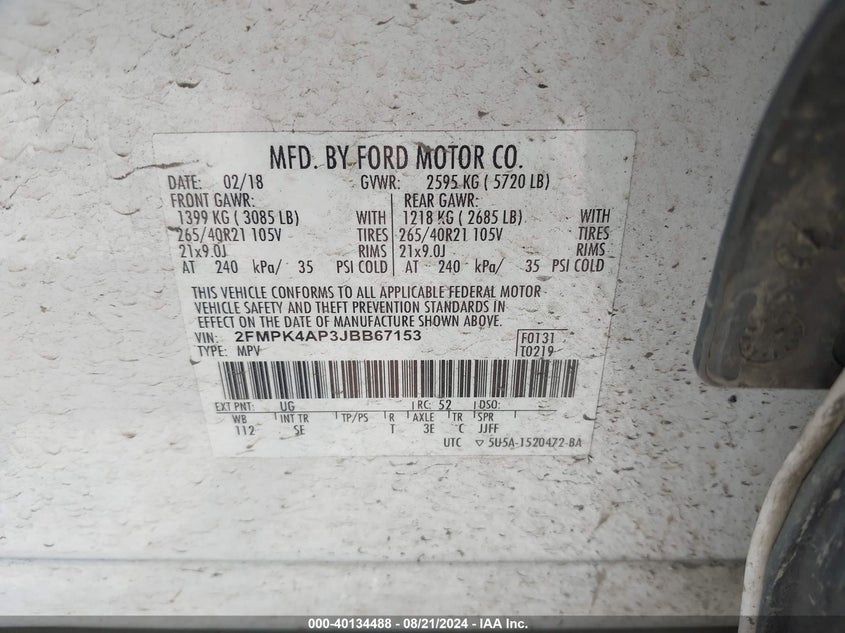 MFD. BY FORD MOTOR CO.
DATE: 02/18 GVWR: 2595 KG ( 5720 LB)
FRONT GAWR: REAR GAWR:
1399 KG ( 3085 LB) WITH 1218 KG ( 2685 LB) WITH
265/40R21 105V TIRES 265/40R21 105V TIRES
21x9.0J RIMS 21x9.0J RIMS
AT 240 kPa/ 35 PSI COLD AT 240 kPa/ 35 PSI COLD
THIS VEHICLE CONFORMS TO ALL APPLICABLE FEDERAL MOTOR
VEHICLE SAFETY AND THEFT PREVENTION STANDARDS IN
EFFECT ON THE DATE OF MANUFACTURE SHOWN ABOVE.
VIN: 2FMPK4AP3JBB67153 F0131
TYPE: MPV T0219
EXT PNT: UG RC: 52 DSO:
WB INT TR TP/PS R AXLE TR SPR
112 SE T 3E C JJFF
UTC ▽ 5U5A-1520472-BA
000-40134488 - 08/21/2024 - IAA Inc.